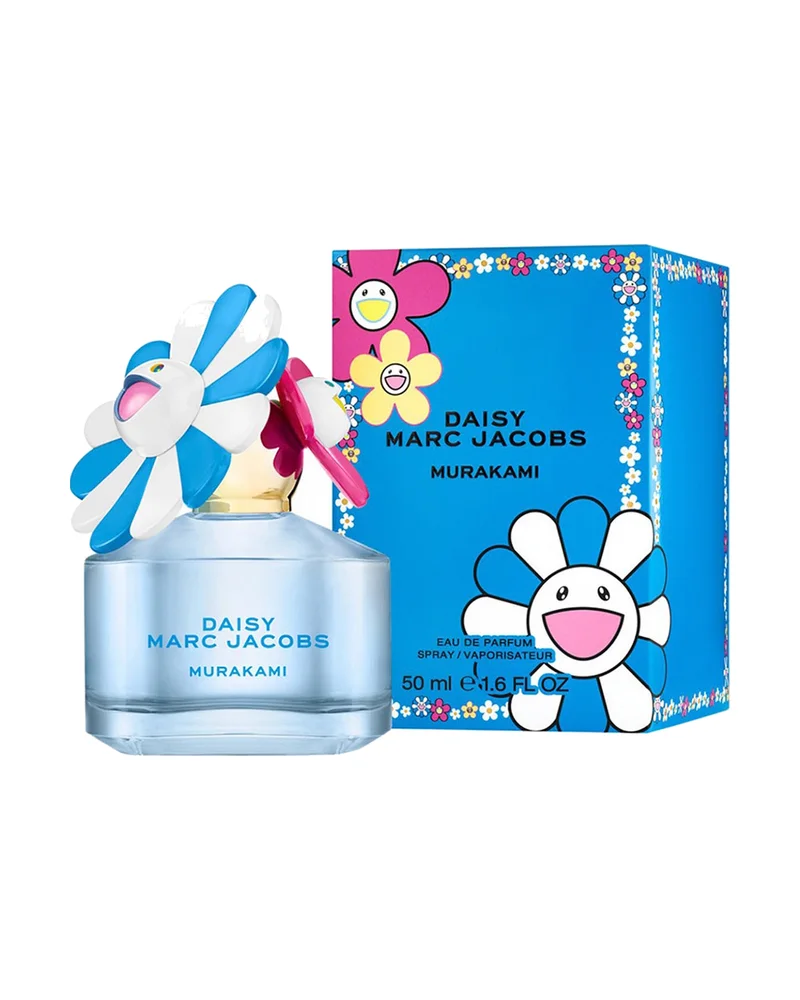 DAISY
MARC JACOBS
MURAKAMI
DAISY
MARC JACOBS
MURAKAMI
EAU DE PARFUM
SPRAY / VAPORISATEUR
50 ml ℮ 1.6 FL OZ